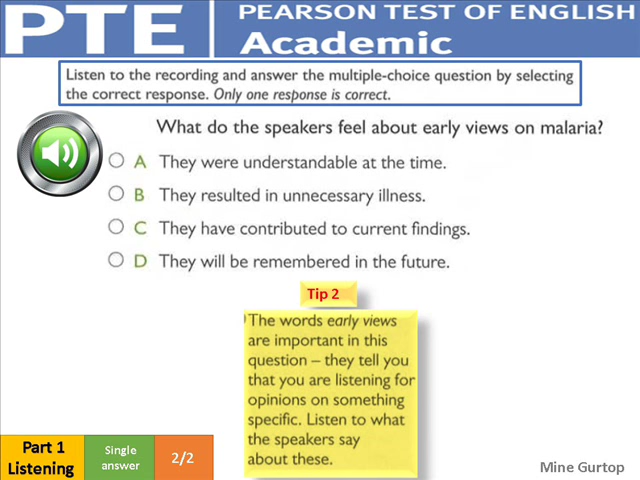 PTE
PEARSON TEST OF ENGLISH
Academic
Listen to the recording and answer the multiple-choice question by selecting
the correct response. Only one response is correct.
What do the speakers feel about early views on malaria?
A They were understandable at the time.
B They resulted in unnecessary illness.
C They have contributed to current findings.
D They will be remembered in the future.
Tip 2
The words early views
are important in this
question – they tell you
that you are listening for
opinions on something
specific. Listen to what
the speakers say
about these.
Part 1
Listening
Single
answer
2/2
Mine Gurtop